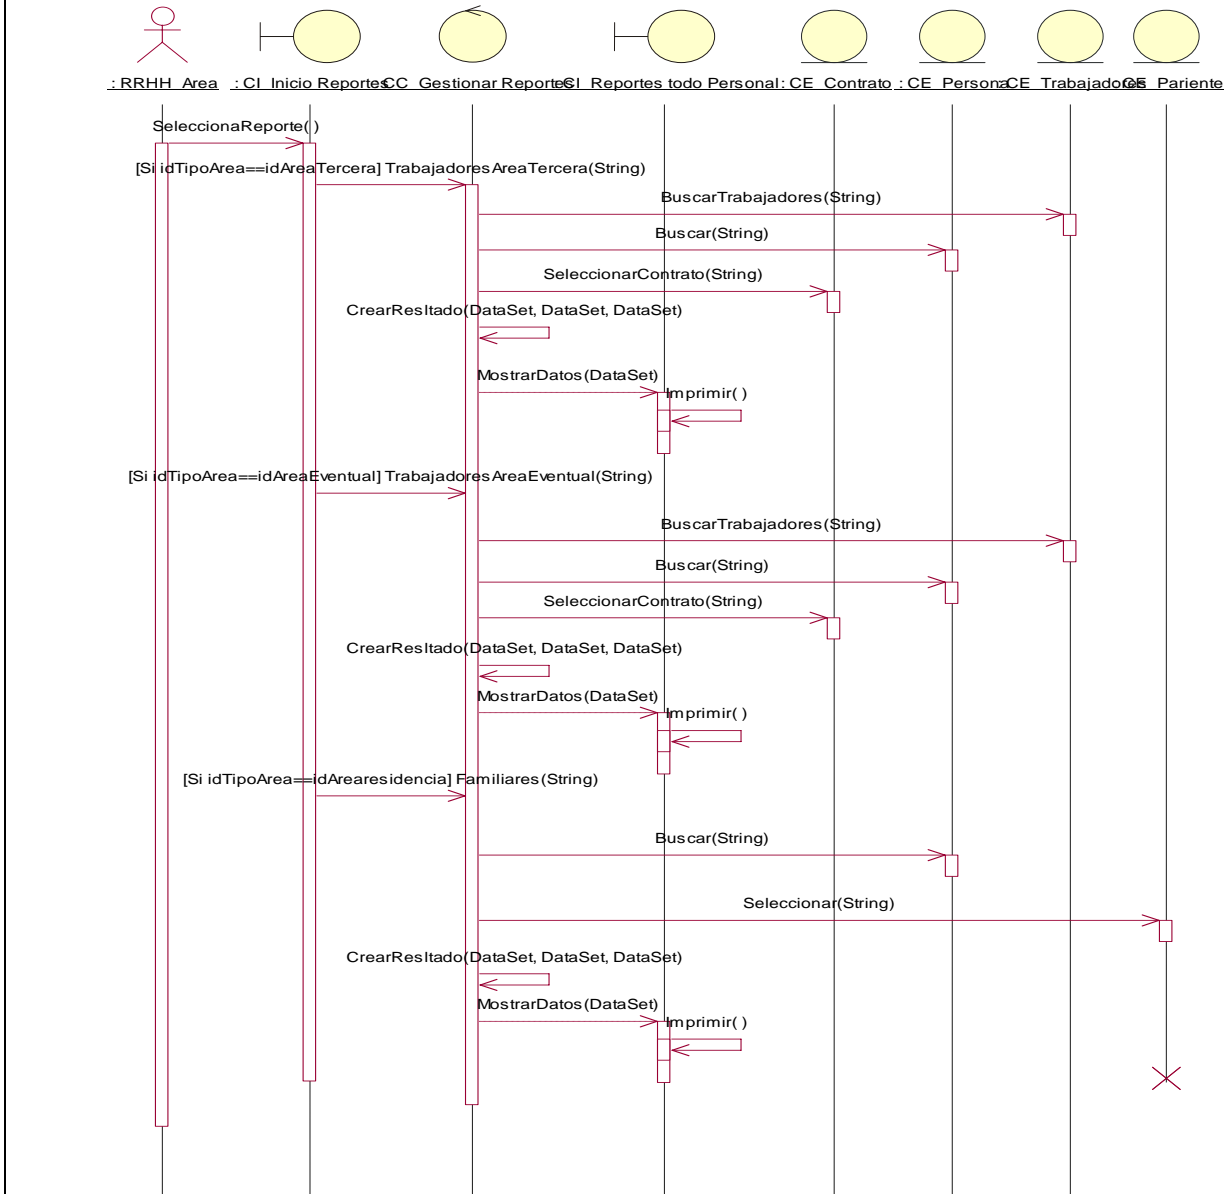 : RRHH_Area
: CI_Inicio Reportes
CC_Gestionar Reportes
CI_Reportes todo Personal
: CE_Contrato
: CE_Persona
CE_Trabajadores
CE_Pariente
SeleccionaReporte( )
[Si idTipoArea==idAreaTercera] TrabajadoresAreaTercera(String)
BuscarTrabajadores(String)
Buscar(String)
SeleccionarContrato(String)
CrearResltado(DataSet, DataSet, DataSet)
MostrarDatos(DataSet)
Imprimir( )
[Si idTipoArea==idAreaEventual] TrabajadoresAreaEventual(String)
BuscarTrabajadores(String)
Buscar(String)
SeleccionarContrato(String)
CrearResltado(DataSet, DataSet, DataSet)
MostrarDatos(DataSet)
Imprimir( )
[Si idTipoArea==idArearesidencia] Familiares(String)
Buscar(String)
Seleccionar(String)
CrearResltado(DataSet, DataSet, DataSet)
MostrarDatos(DataSet)
Imprimir( )